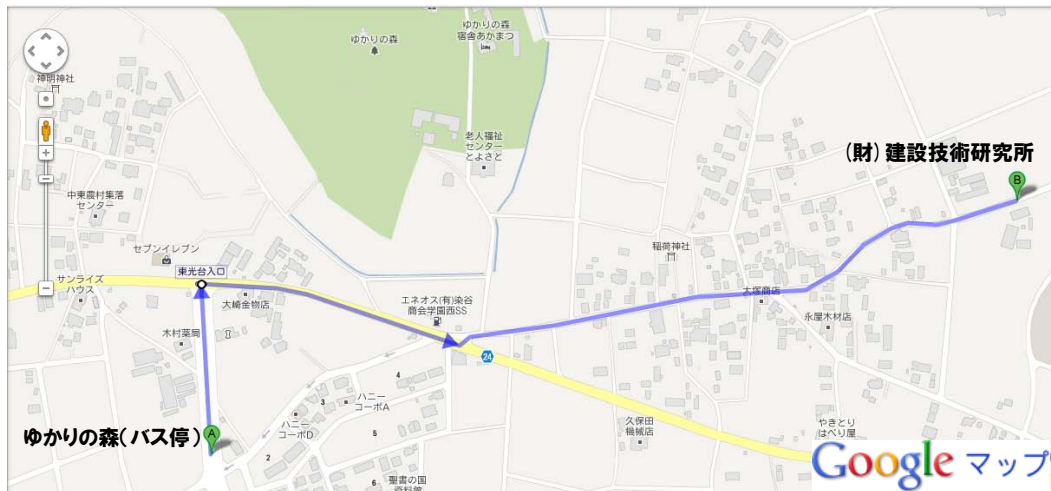 ゆかりの森
宿舎あかまつ
ゆかりの森
神明神社
老人福祉
センター
とよさと
(財)建設技術研究所
B
中東農村集落
センター
セブンイレブン
稲荷神社
東光台入口
サンライズ
ハウス
大崎金物店
大塚商店
エネオス(有)染谷
商会学園西SS
永屋木材店
木村薬局
24
4
ハニー
コーポA
3
ハニー
コーポD
5
久保田
機械店
やきとり
はべり屋
ゆかりの森(バス停)
A
2
6
聖書の国
資料館
Google マップ